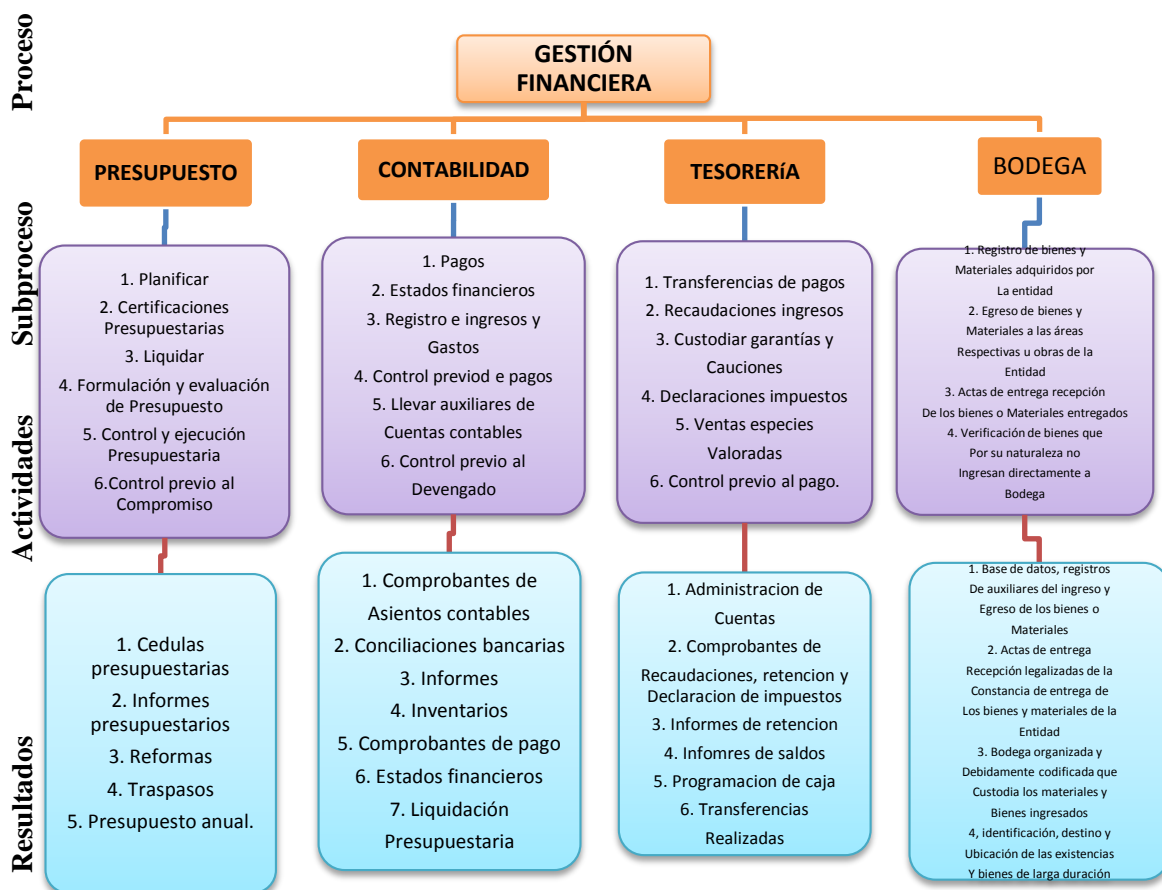 Proceso
GESTIÓN
FINANCIERA
Subproceso
PRESUPUESTO
CONTABILIDAD
TESORERíA
BODEGA
Actividades
1. Planificar
2. Certificaciones
Presupuestarias
3. Liquidar
4. Formulación y evaluación
de Presupuesto
5. Control y ejecución
Presupuestaria
6.Control previo al
Compromiso
1. Pagos
2. Estados financieros
3. Registro e ingresos y
Gastos
4. Control previod e pagos
5. Llevar auxiliares de
Cuentas contables
6. Control previo al
Devengado
1. Transferencias de pagos
2. Recaudaciones ingresos
3. Custodiar garantías y
Cauciones
4. Declaraciones impuestos
5. Ventas especies
Valoradas
6. Control previo al pago.
1. Registro de bienes y
Materiales adquiridos por
La entidad
2. Egreso de bienes y
Materiales a las áreas
Respectivas u obras de la
Entidad
3. Actas de entrega recepción
De los bienes o Materiales entregados
4. Verificación de bienes que
Por su naturaleza no
Ingresan directamente a
Bodega
Resultados
1. Cedulas
presupuestarias
2. Informes
presupuestarios
3. Reformas
4. Traspasos
5. Presupuesto anual.
1. Comprobantes de
Asientos contables
2. Conciliaciones bancarias
3. Informes
4. Inventarios
5. Comprobantes de pago
6. Estados financieros
7. Liquidación
Presupuestaria
1. Administracion de
Cuentas
2. Comprobantes de
Recaudaciones, retencion y
Declaracion de impuestos
3. Informes de retencion
4. Infomres de saldos
5. Programacion de caja
6. Transferencias
Realizadas
1. Base de datos, registros
De auxiliares del ingreso y
Egreso de los bienes o
Materiales
2. Actas de entrega
Recepción legalizadas de la
Constancia de entrega de
Los bienes y materiales de la
Entidad
3. Bodega organizada y
Debidamente codificada que
Custodia los materiales y
Bienes ingresados
4, identificación, destino y
Ubicación de las existencias
Y bienes de larga duración